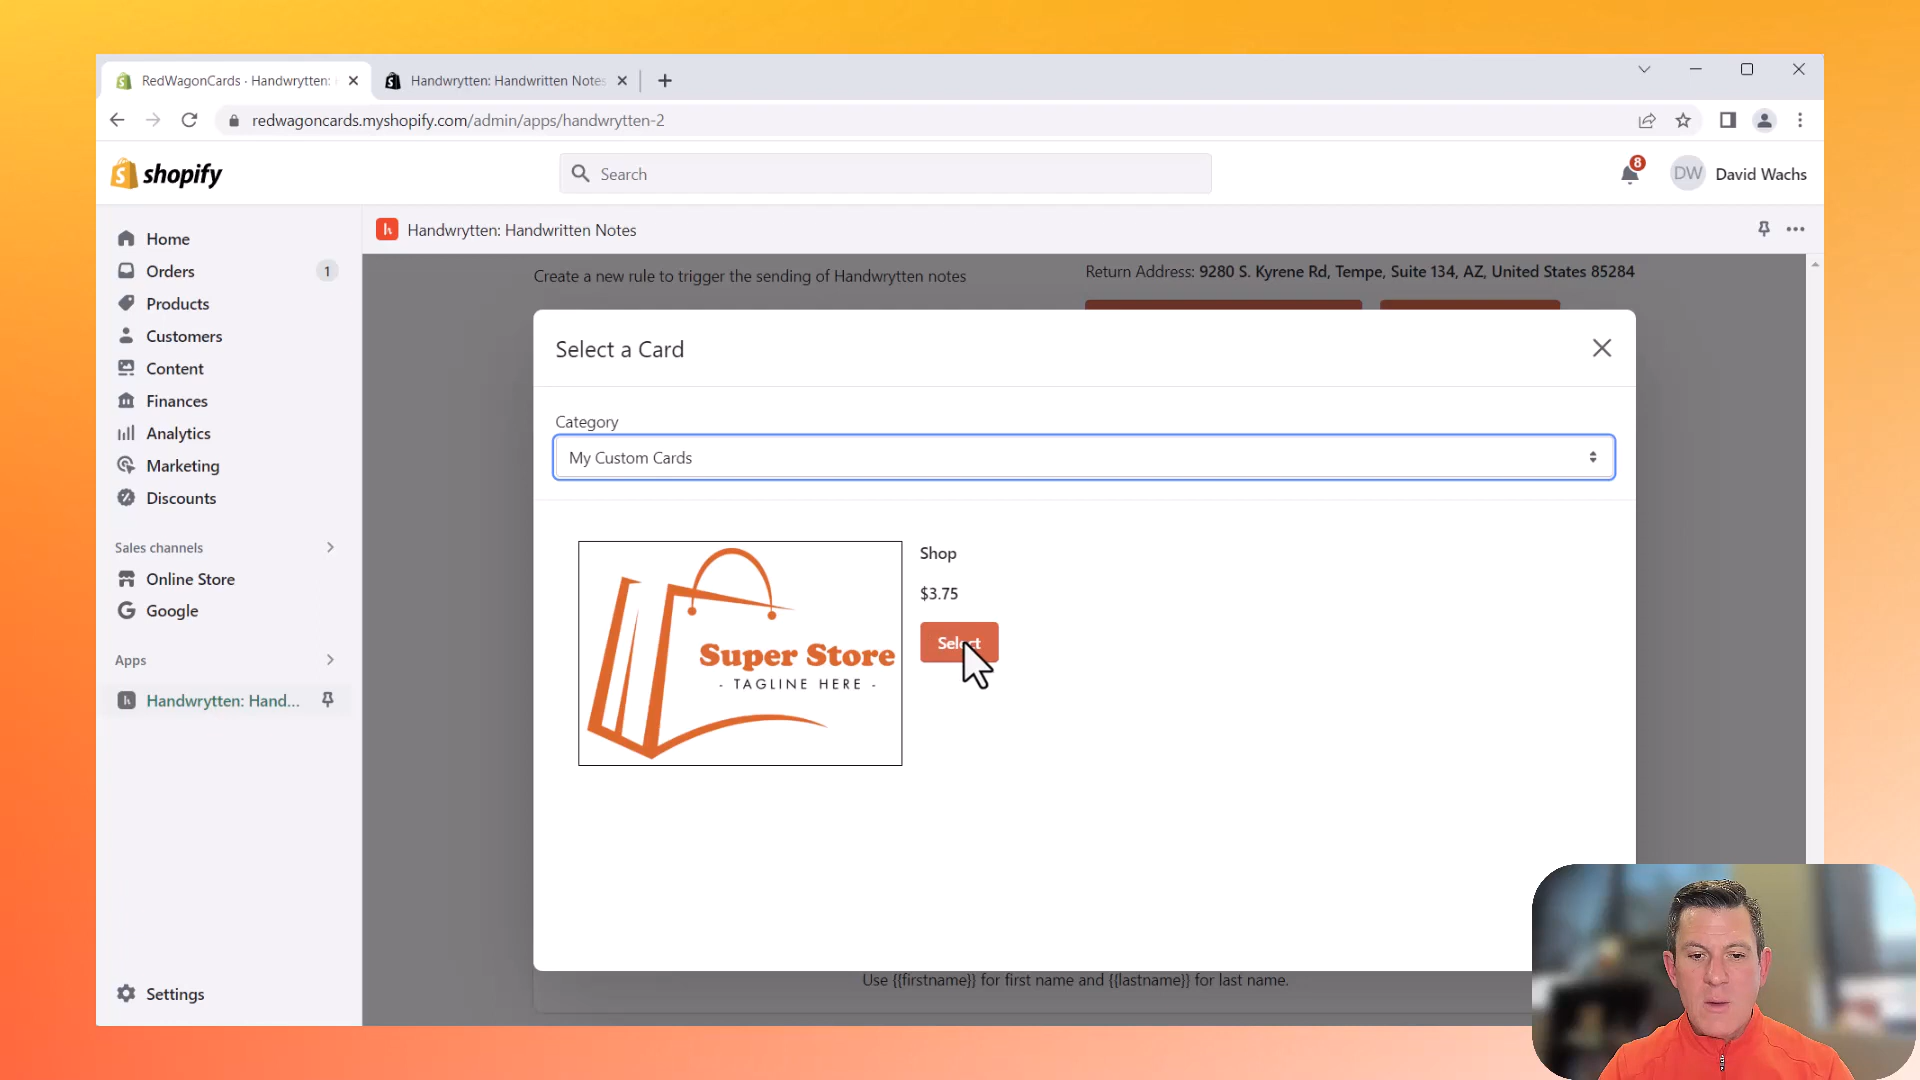 RedWagonCards · Handwrytten:
Handwrytten: Handwritten Notes
redwagoncards.myshopify.com/admin/apps/handwrytten-2
shopify
Search
8
DW
David Wachs
Home
Orders
1
Products
Customers
Content
Finances
Analytics
Marketing
Discounts
Sales channels
Online Store
Google
Apps
Handwrytten: Hand...
Settings
Handwrytten: Handwritten Notes
Create a new rule to trigger the sending of Handwrytten notes
Return Address: 9280 S. Kyrene Rd, Tempe, Suite 134, AZ, United States 85284
Select a Card
Category
My Custom Cards
Super Store
- TAGLINE HERE -
Shop
$3.75
Select
Use {{firstname}} for first name and {{lastname}} for last name.